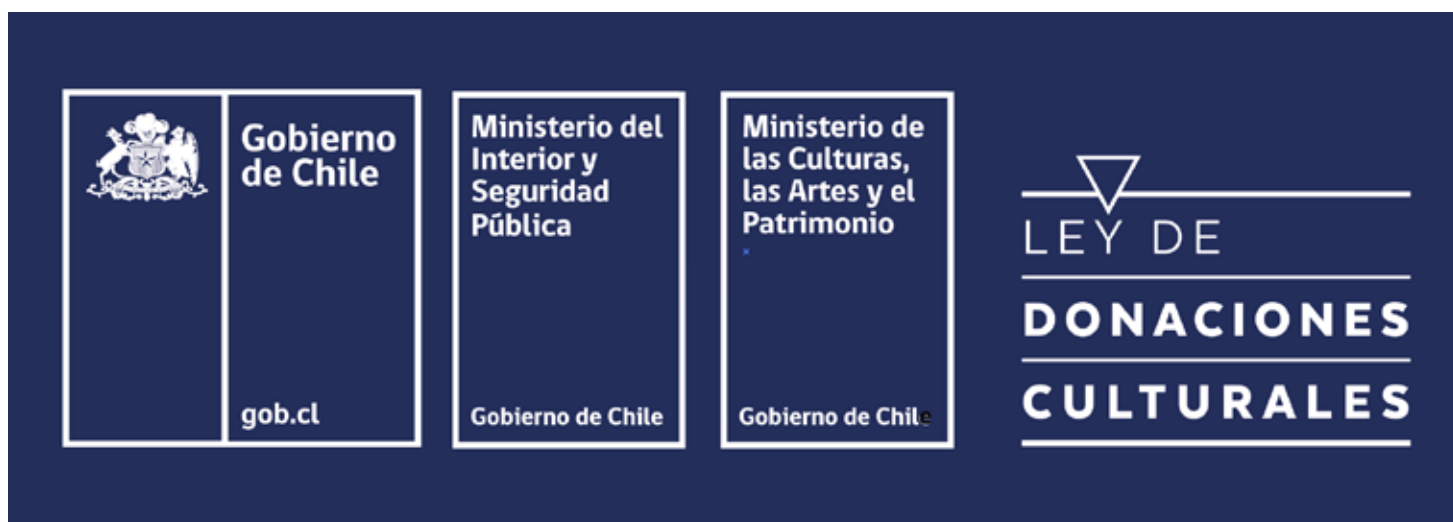 Gobierno
de Chile
gob.cl
Ministerio del
Interior y
Seguridad
Pública
Gobierno de Chile
Ministerio de
las Culturas,
las Artes y el
Patrimonio
Gobierno de Chile
LEY DE
DONACIONES
CULTURALES